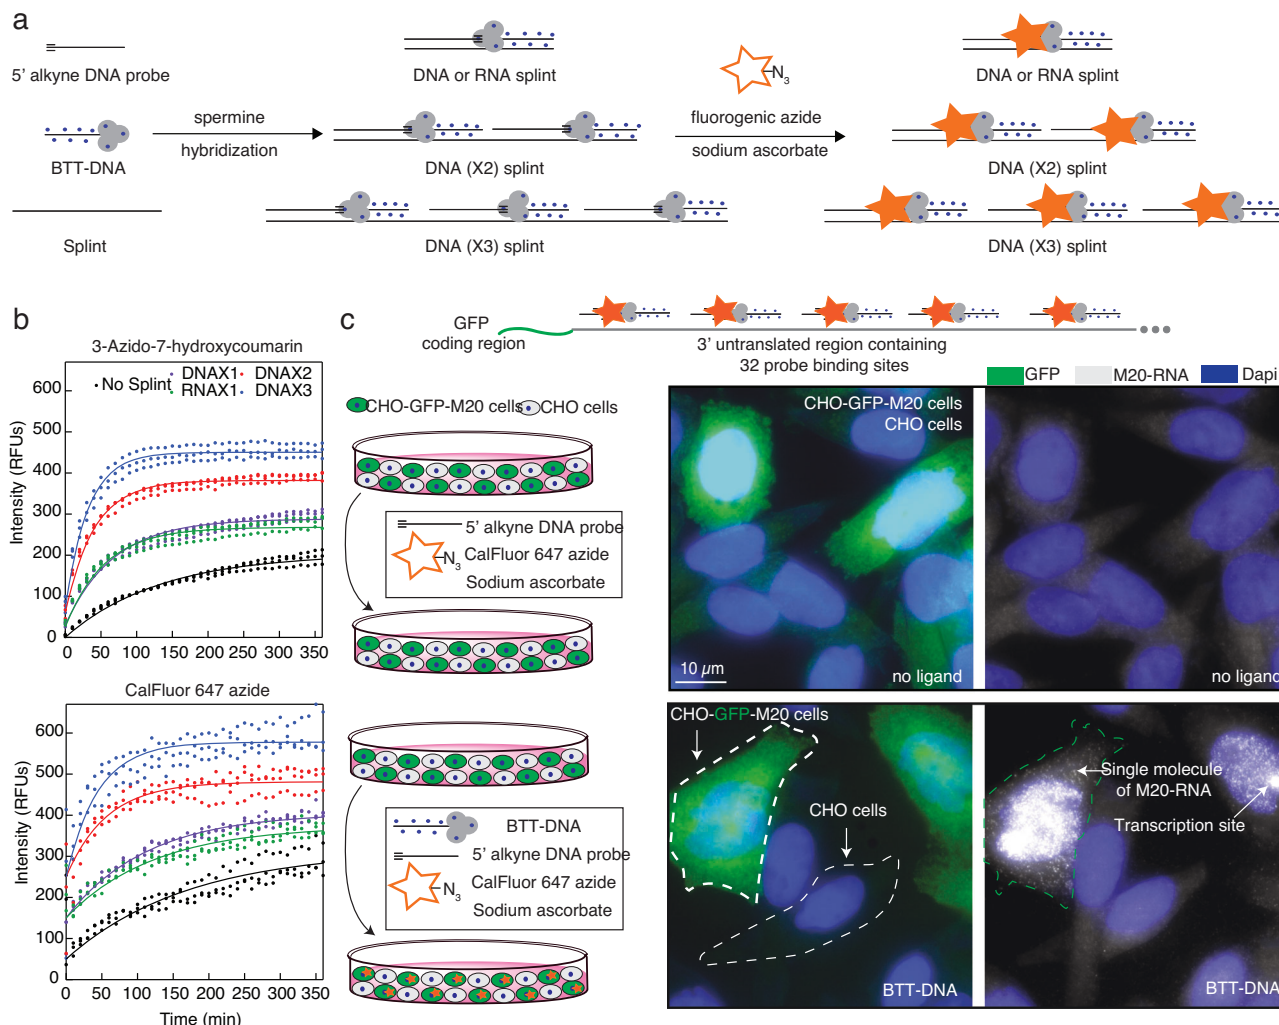 a
5' alkyne DNA probe
BTT-DNA
Splint
spermine
hybridization
DNA or RNA splint
DNA (X2) splint
DNA (X3) splint
N3
fluorogenic azide
sodium ascorbate
DNA or RNA splint
DNA (X2) splint
DNA (X3) splint
b
3-Azido-7-hydroxycoumarin
No Splint
DNAX1
DNAX2
RNAX1
DNAX3
Intensity (RFUs)
600
500
400
300
200
100
0
0 50 100 150 200 250 300 350
CalFluor 647 azide
Intensity (RFUs)
600
500
400
300
200
100
0
0 50 100 150 200 250 300 350
Time (min)
c
GFP
coding region
3' untranslated region containing
32 probe binding sites
CHO-GFP-M20 cells
CHO cells
5' alkyne DNA probe
N3
CalFluor 647 azide
Sodium ascorbate
BTT-DNA
5' alkyne DNA probe
N3
CalFluor 647 azide
Sodium ascorbate
GFP
M20-RNA
Dapi
CHO-GFP-M20 cells
CHO cells
10 µm
no ligand
no ligand
CHO-GFP-M20 cells
CHO cells
BTT-DNA
Single molecule
of M20-RNA
Transcription site
BTT-DNA